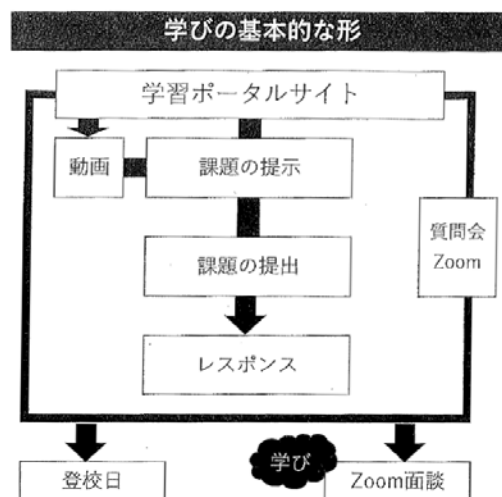 学びの基本的な形
学習ポータルサイト
動画
課題の提示
質問会
Zoom
課題の提出
レスポンス
学び
登校日
Zoom面談